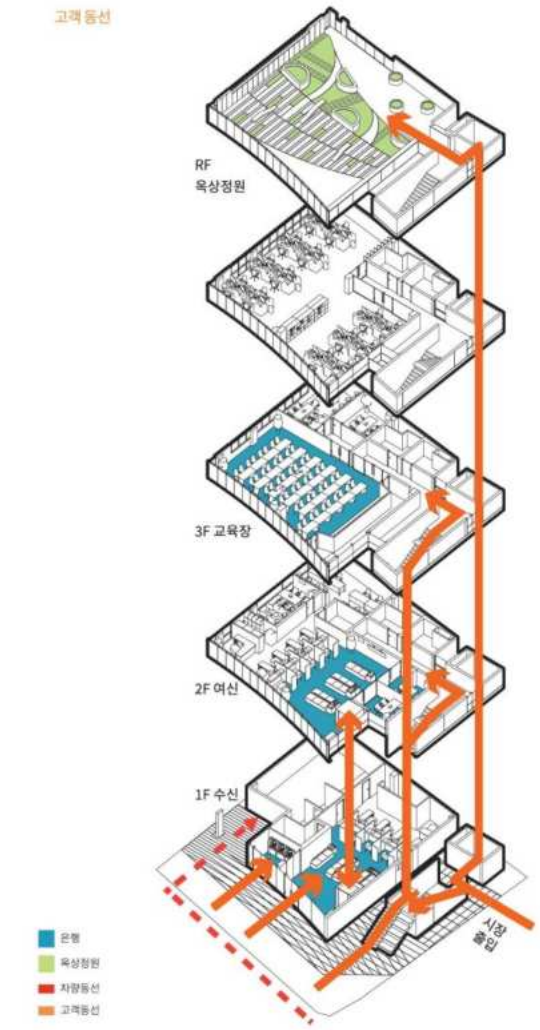 고객 동선
RF
옥상정원
3F 교육장
2F 여신
1F 수신
시장
출입
은행
옥상정원
차량동선
고객동선